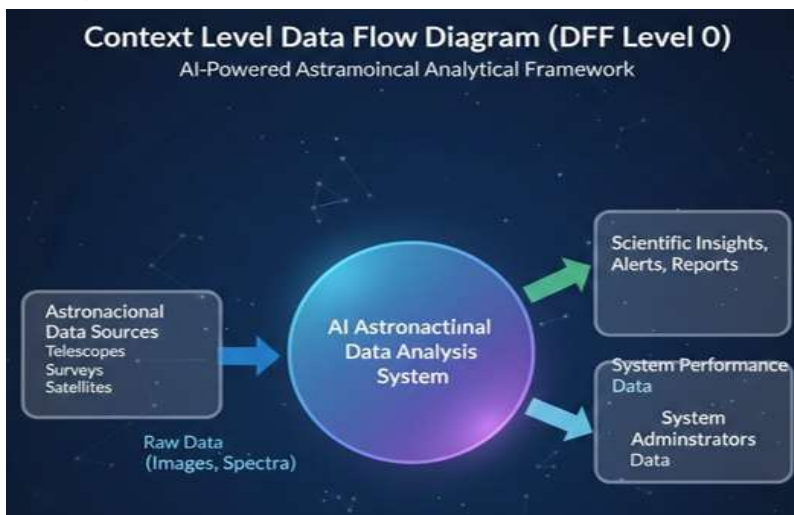 Context Level Data Flow Diagram (DFF Level 0)
AI-Powered Astramoincal Analytical Framework
Astronacional
Data Sources
Telescopes
Surveys
Satellites
Raw Data
(Images, Spectra)
AI Astronactiınal
Data Analysis
System
Scientific Insights,
Alerts, Reports
System Performance
Data
System
Adminstrators
Data